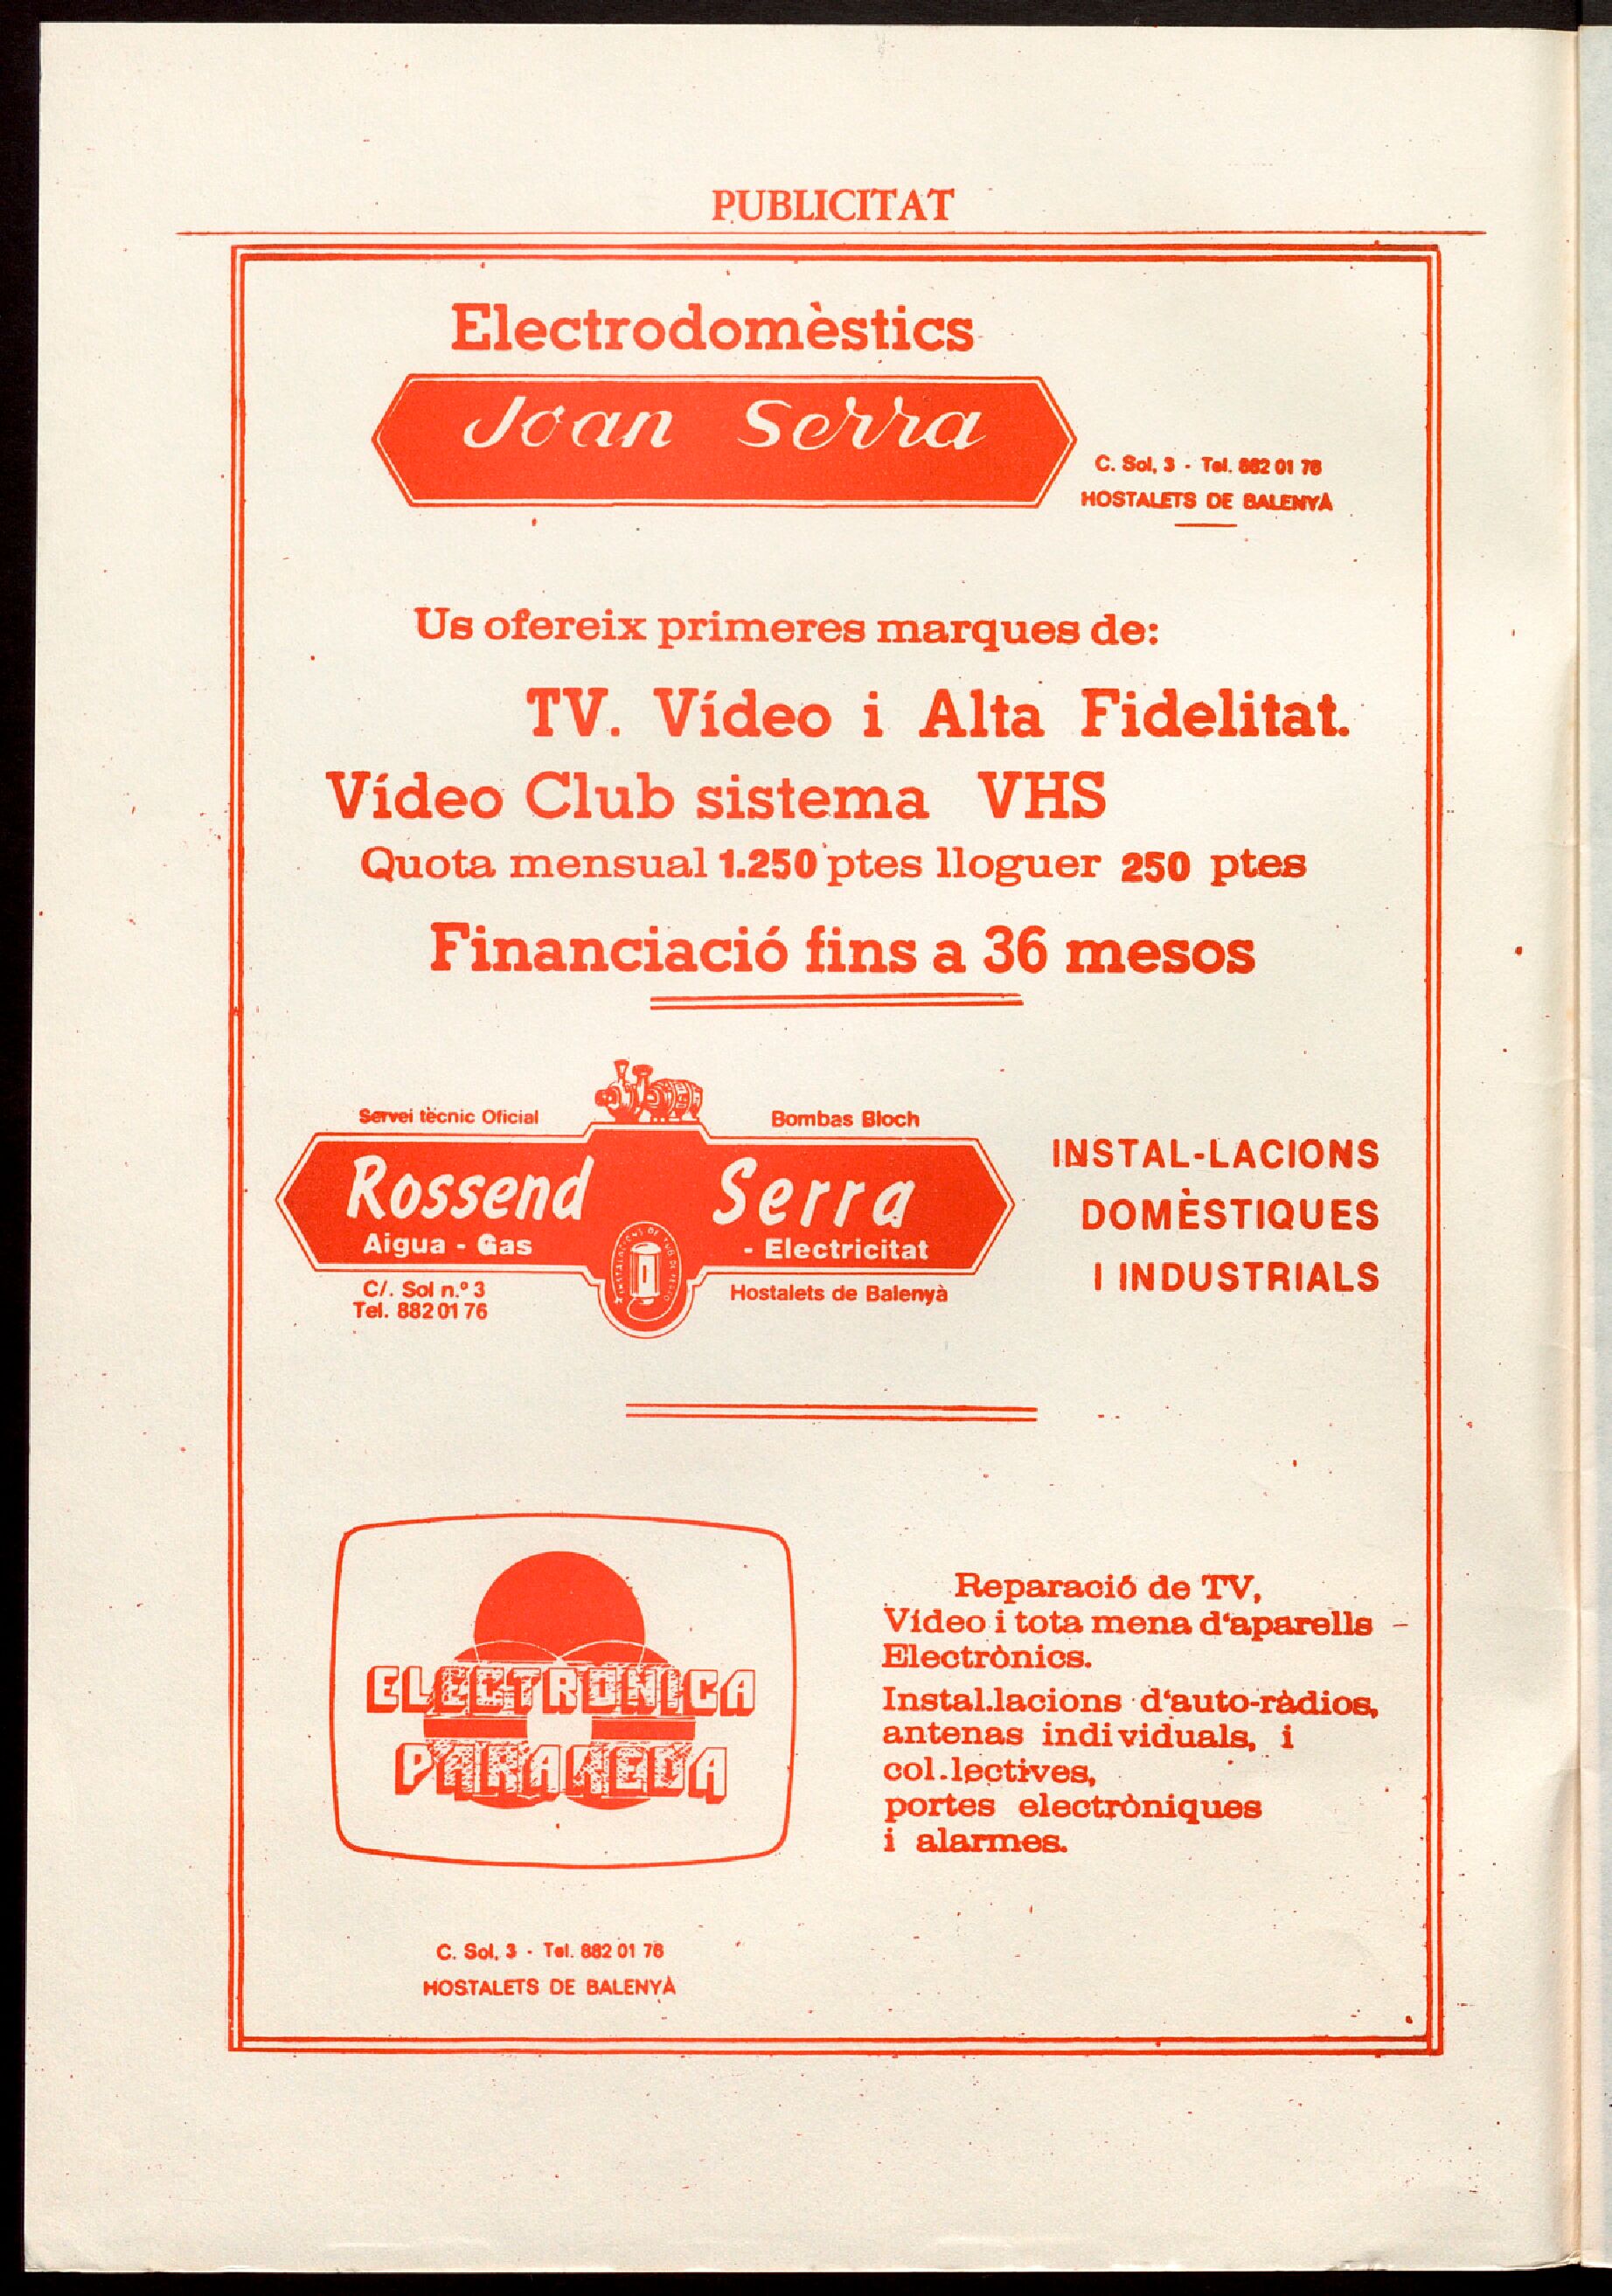 PUBLICITAT
Electrodomèstics
Joan Serra
C. Sol, 3 - Tel. 882 01 76
HOSTALETS DE BALENYÀ
Us ofereix primeres marques de:
TV. Vídeo i Alta Fidelitat.
Vídeo Club sistema VHS
Quota mensual 1.250 ptes lloguer 250 ptes
Financiació fins a 36 mesos
Servei tècnic Oficial
Bombas Bloch
Rossend Serra
Aigua - Gas - Electricitat
C/. Sol n.º 3
Tel. 882 01 76
Hostalets de Balenyà
INSTAL-LACIONS
DOMÈSTIQUES
I INDUSTRIALS
ELECTRONICA
PARAREDA
Reparació de TV,
Vídeo i tota mena d'aparells
Electrònics.
Instal.lacions d'auto-ràdios,
antenas individuals, i
col.lectives,
portes electròniques
i alarmes.
C. Sol, 3 - Tel. 882 01 76
HOSTALETS DE BALENYÀ